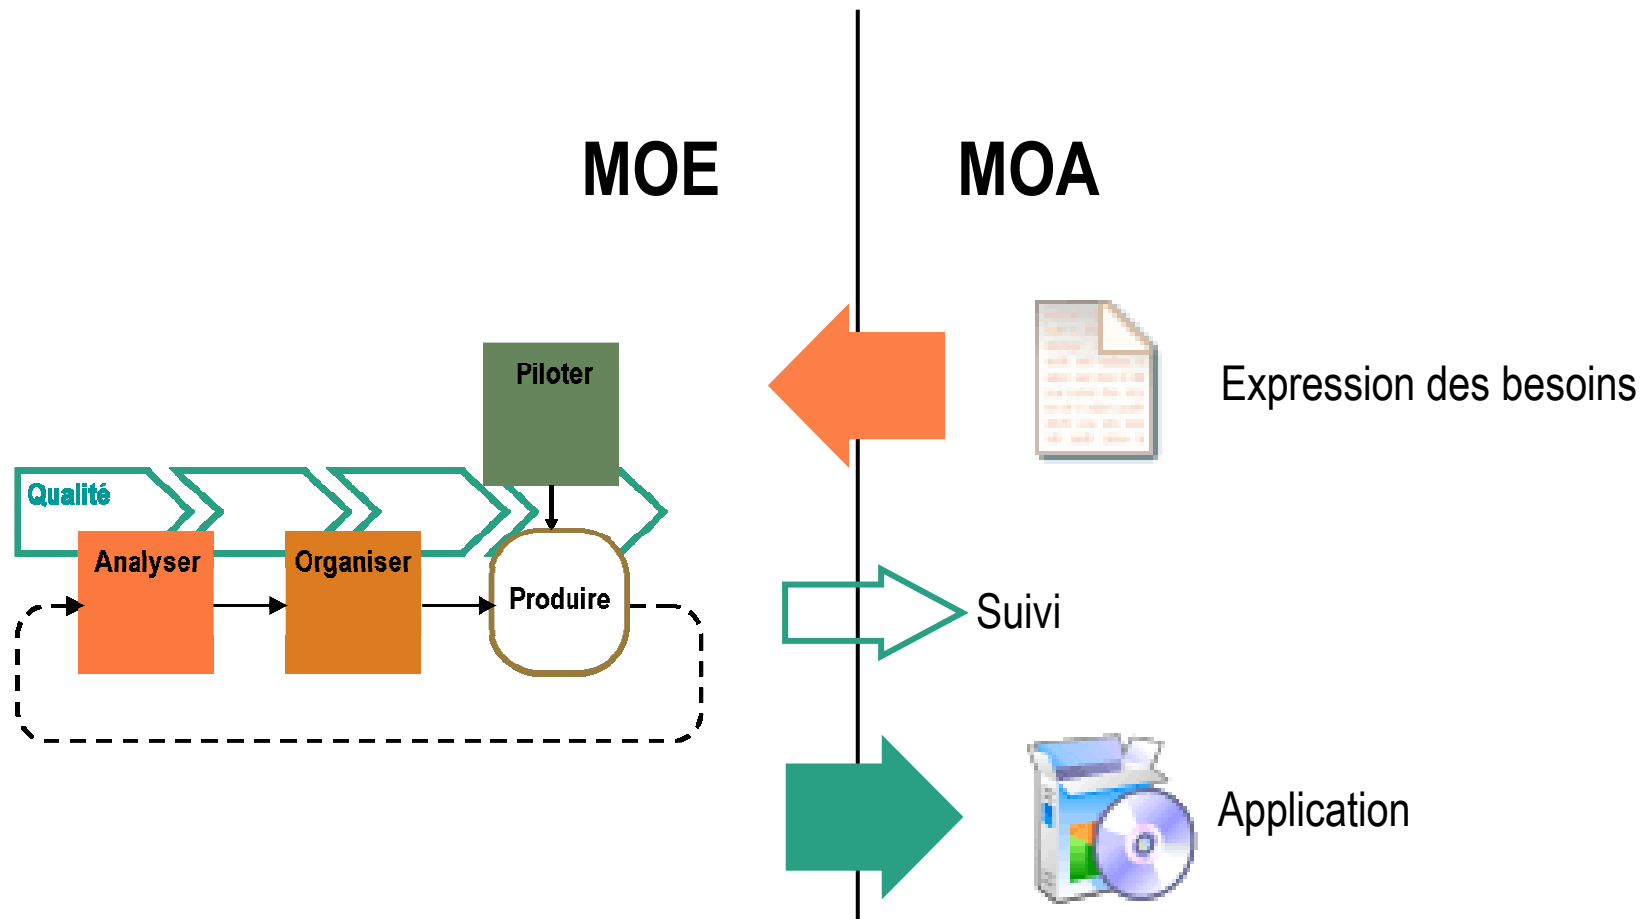 MOE
MOA
Expression des besoins
Piloter
Qualité
Analyser
Organiser
Produire
Suivi
Application